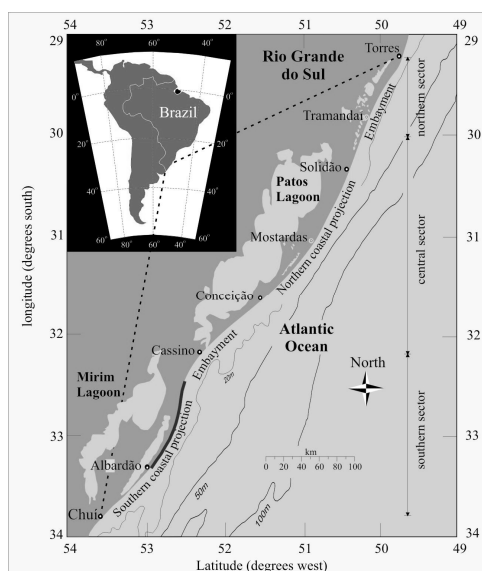 54 53 52 51 50 49
29 29
80° 60° 40°
Brazil
0° 0°
20° 20°
40° 40°
60° 80° 60° 40° 60°
Rio Grande
do Sul
Torres
Embayment
northern sector
Tramandaí
30 30
Solidão
Patos
Lagoon
31 31
Mostardas
Northern coastal projection
central sector
Conceição
longitude (degrees south)
Atlantic
Ocean
32 32
Cassino
Embayment
20m
North
Mirim
Lagoon
33 33
southern sector
km
0 20 40 60 80 100
Albardão
Southern coastal projection
50m
100m
Chuí
34 34
54 53 52 51 50 49
Latitude (degrees west)